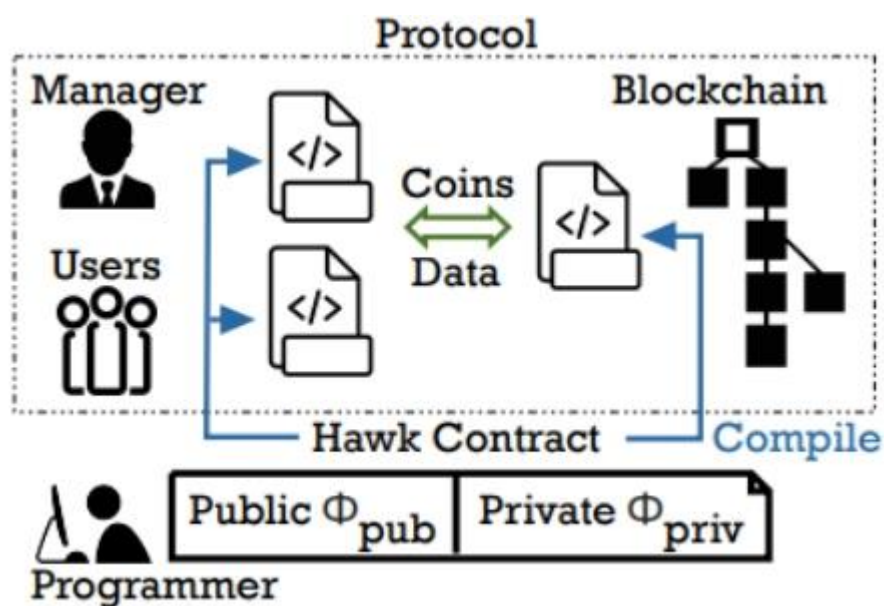 Protocol
Manager
Blockchain
</>
Coins
</>
Users
Data
</>
Hawk Contract
Compile
Public Φpub
Private Φpriv
Programmer